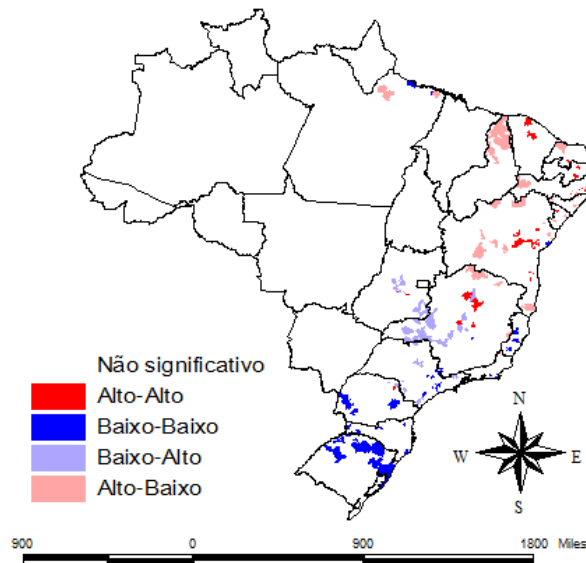 Não significativo
Alto-Alto
Baixo-Baixo
Baixo-Alto
Alto-Baixo
N
W E
S
900 0 900 1800 Miles